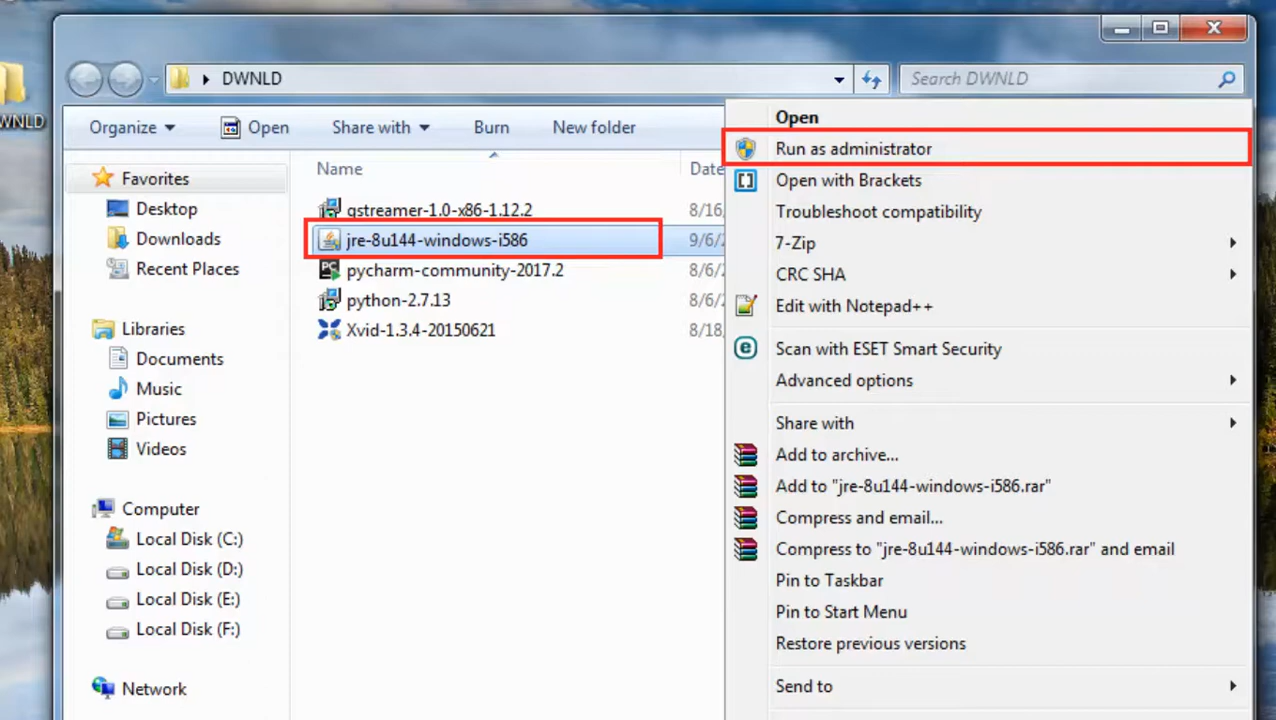 DWNLD
Search DWNLD
WNLD
Organize
Open
Share with
Burn
New folder
Favorites
Desktop
Downloads
Recent Places
Libraries
Documents
Music
Pictures
Videos
Computer
Local Disk (C:)
Local Disk (D:)
Local Disk (E:)
Local Disk (F:)
Network
Name
Date
gstreamer-1.0-x86-1.12.2
8/16,
jre-8u144-windows-i586
9/6/2
pycharm-community-2017.2
8/6/2
python-2.7.13
8/6/2
Xvid-1.3.4-20150621
8/18,
Open
Run as administrator
Open with Brackets
Troubleshoot compatibility
7-Zip
CRC SHA
Edit with Notepad++
Scan with ESET Smart Security
Advanced options
Share with
Add to archive...
Add to "jre-8u144-windows-i586.rar"
Compress and email...
Compress to "jre-8u144-windows-i586.rar" and email
Pin to Taskbar
Pin to Start Menu
Restore previous versions
Send to